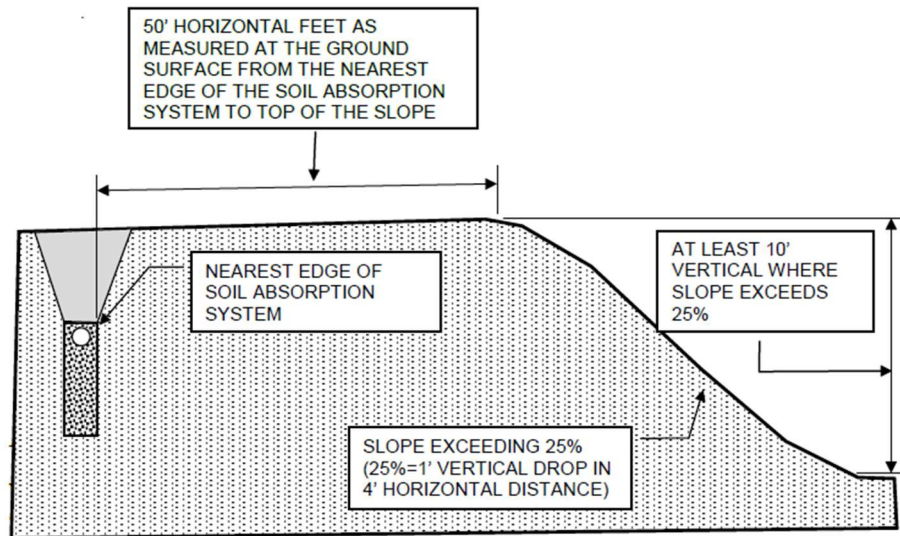 50' HORIZONTAL FEET AS
MEASURED AT THE GROUND
SURFACE FROM THE NEAREST
EDGE OF THE SOIL ABSORPTION
SYSTEM TO TOP OF THE SLOPE
NEAREST EDGE OF
SOIL ABSORPTION
SYSTEM
AT LEAST 10'
VERTICAL WHERE
SLOPE EXCEEDS
25%
SLOPE EXCEEDING 25%
(25%=1' VERTICAL DROP IN
4' HORIZONTAL DISTANCE)